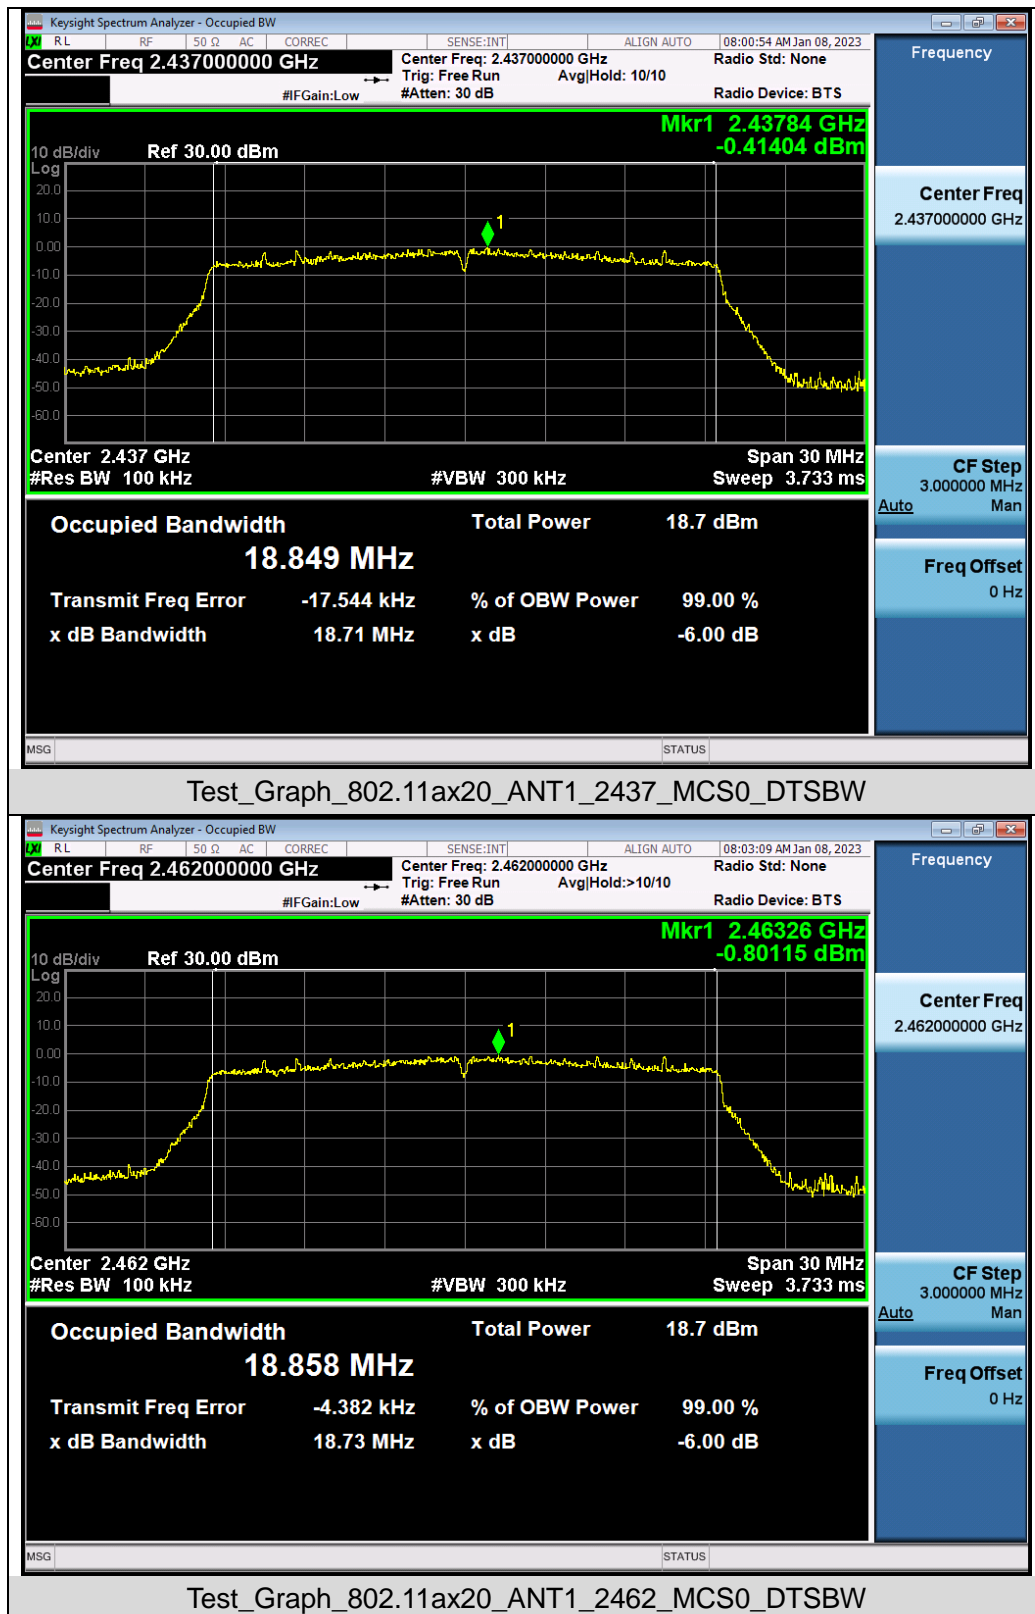 Keysight Spectrum Analyzer - Occupied BW
LXI RL RF 50 Ω AC CORREC SENSE:INT ALIGN AUTO 08:00:54 AM Jan 08, 2023
Center Freq 2.437000000 GHz
Center Freq: 2.437000000 GHz
Radio Std: None
Trig: Free Run Avg|Hold: 10/10
#IFGain:Low #Atten: 30 dB
Radio Device: BTS
Frequency
Mkr1 2.43784 GHz
-0.41404 dBm
10 dB/div Ref 30.00 dBm
Log
20.0
10.0
0.00
-10.0
-20.0
-30.0
-40.0
-50.0
-60.0
1
Center Freq
2.437000000 GHz
Center 2.437 GHz Span 30 MHz
#Res BW 100 kHz #VBW 300 kHz Sweep 3.733 ms
CF Step
3.000000 MHz
Auto Man
Freq Offset
0 Hz
Occupied Bandwidth Total Power 18.7 dBm
18.849 MHz
Transmit Freq Error -17.544 kHz % of OBW Power 99.00 %
x dB Bandwidth 18.71 MHz x dB -6.00 dB
MSG STATUS
Test_Graph_802.11ax20_ANT1_2437_MCS0_DTSBW
Keysight Spectrum Analyzer - Occupied BW
LXI RL RF 50 Ω AC CORREC SENSE:INT ALIGN AUTO 08:03:09 AM Jan 08, 2023
Center Freq 2.462000000 GHz
Center Freq: 2.462000000 GHz
Radio Std: None
Trig: Free Run Avg|Hold:>10/10
#IFGain:Low #Atten: 30 dB
Radio Device: BTS
Frequency
Mkr1 2.46326 GHz
-0.80115 dBm
10 dB/div Ref 30.00 dBm
Log
20.0
10.0
0.00
-10.0
-20.0
-30.0
-40.0
-50.0
-60.0
1
Center Freq
2.462000000 GHz
Center 2.462 GHz Span 30 MHz
#Res BW 100 kHz #VBW 300 kHz Sweep 3.733 ms
CF Step
3.000000 MHz
Auto Man
Freq Offset
0 Hz
Occupied Bandwidth Total Power 18.7 dBm
18.858 MHz
Transmit Freq Error -4.382 kHz % of OBW Power 99.00 %
x dB Bandwidth 18.73 MHz x dB -6.00 dB
MSG STATUS
Test_Graph_802.11ax20_ANT1_2462_MCS0_DTSBW